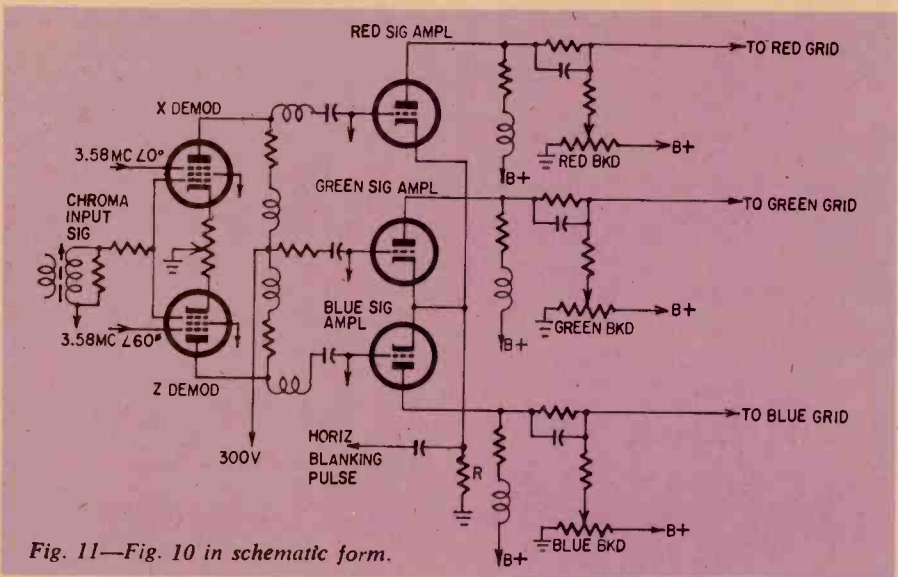 RED SIG AMPL
TO RED GRID
X DEMOD
3.58MC ∠0°
B+
RED BKD
B+
CHROMA
INPUT
SIG
GREEN SIG AMPL
TO GREEN GRID
BLUE SIG
AMPL
B+
GREEN BKD
B+
3.58MC ∠60°
Z DEMOD
TO BLUE GRID
300V
HORIZ
BLANKING
PULSE
R
B+
BLUE BKD
B+
Fig. 11—Fig. 10 in schematic form.